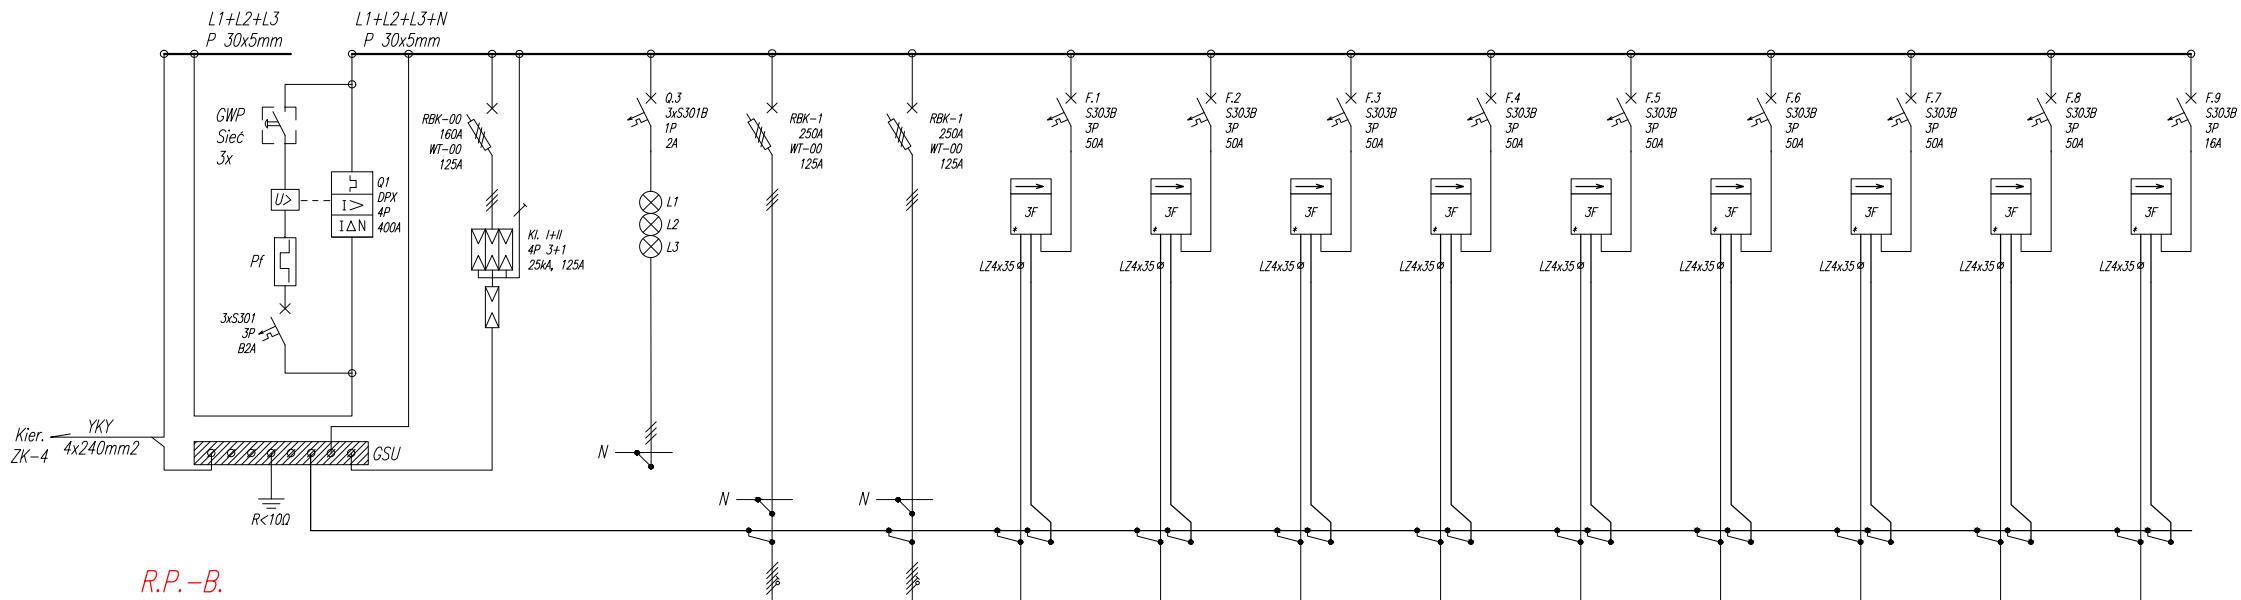 L1+L2+L3
P 30x5mm
L1+L2+L3+N
P 30x5mm
GWP
Sieć
3x
U>
Pf
3xS301
3P
B2A
I>
I∆N
Q1
DPX
4P
400A
RBK-00
160A
WT-00
125A
Kl. I+II
4P 3+1
25kA, 125A
Q.3
3xS301B
1P
2A
L1
L2
L3
N
RBK-1
250A
WT-00
125A
N
RBK-1
250A
WT-00
125A
N
F.1
S303B
3P
50A
3F
*
LZ4x35
F.2
S303B
3P
50A
3F
*
LZ4x35
F.3
S303B
3P
50A
3F
*
LZ4x35
F.4
S303B
3P
50A
3F
*
LZ4x35
F.5
S303B
3P
50A
3F
*
LZ4x35
F.6
S303B
3P
50A
3F
*
LZ4x35
F.7
S303B
3P
50A
3F
*
LZ4x35
F.8
S303B
3P
50A
3F
*
LZ4x35
F.9
S303B
3P
16A
3F
*
LZ4x35
Kier.
ZK-4
YKY
4x240mm2
GSU
R<10Ω
R.P.-B.